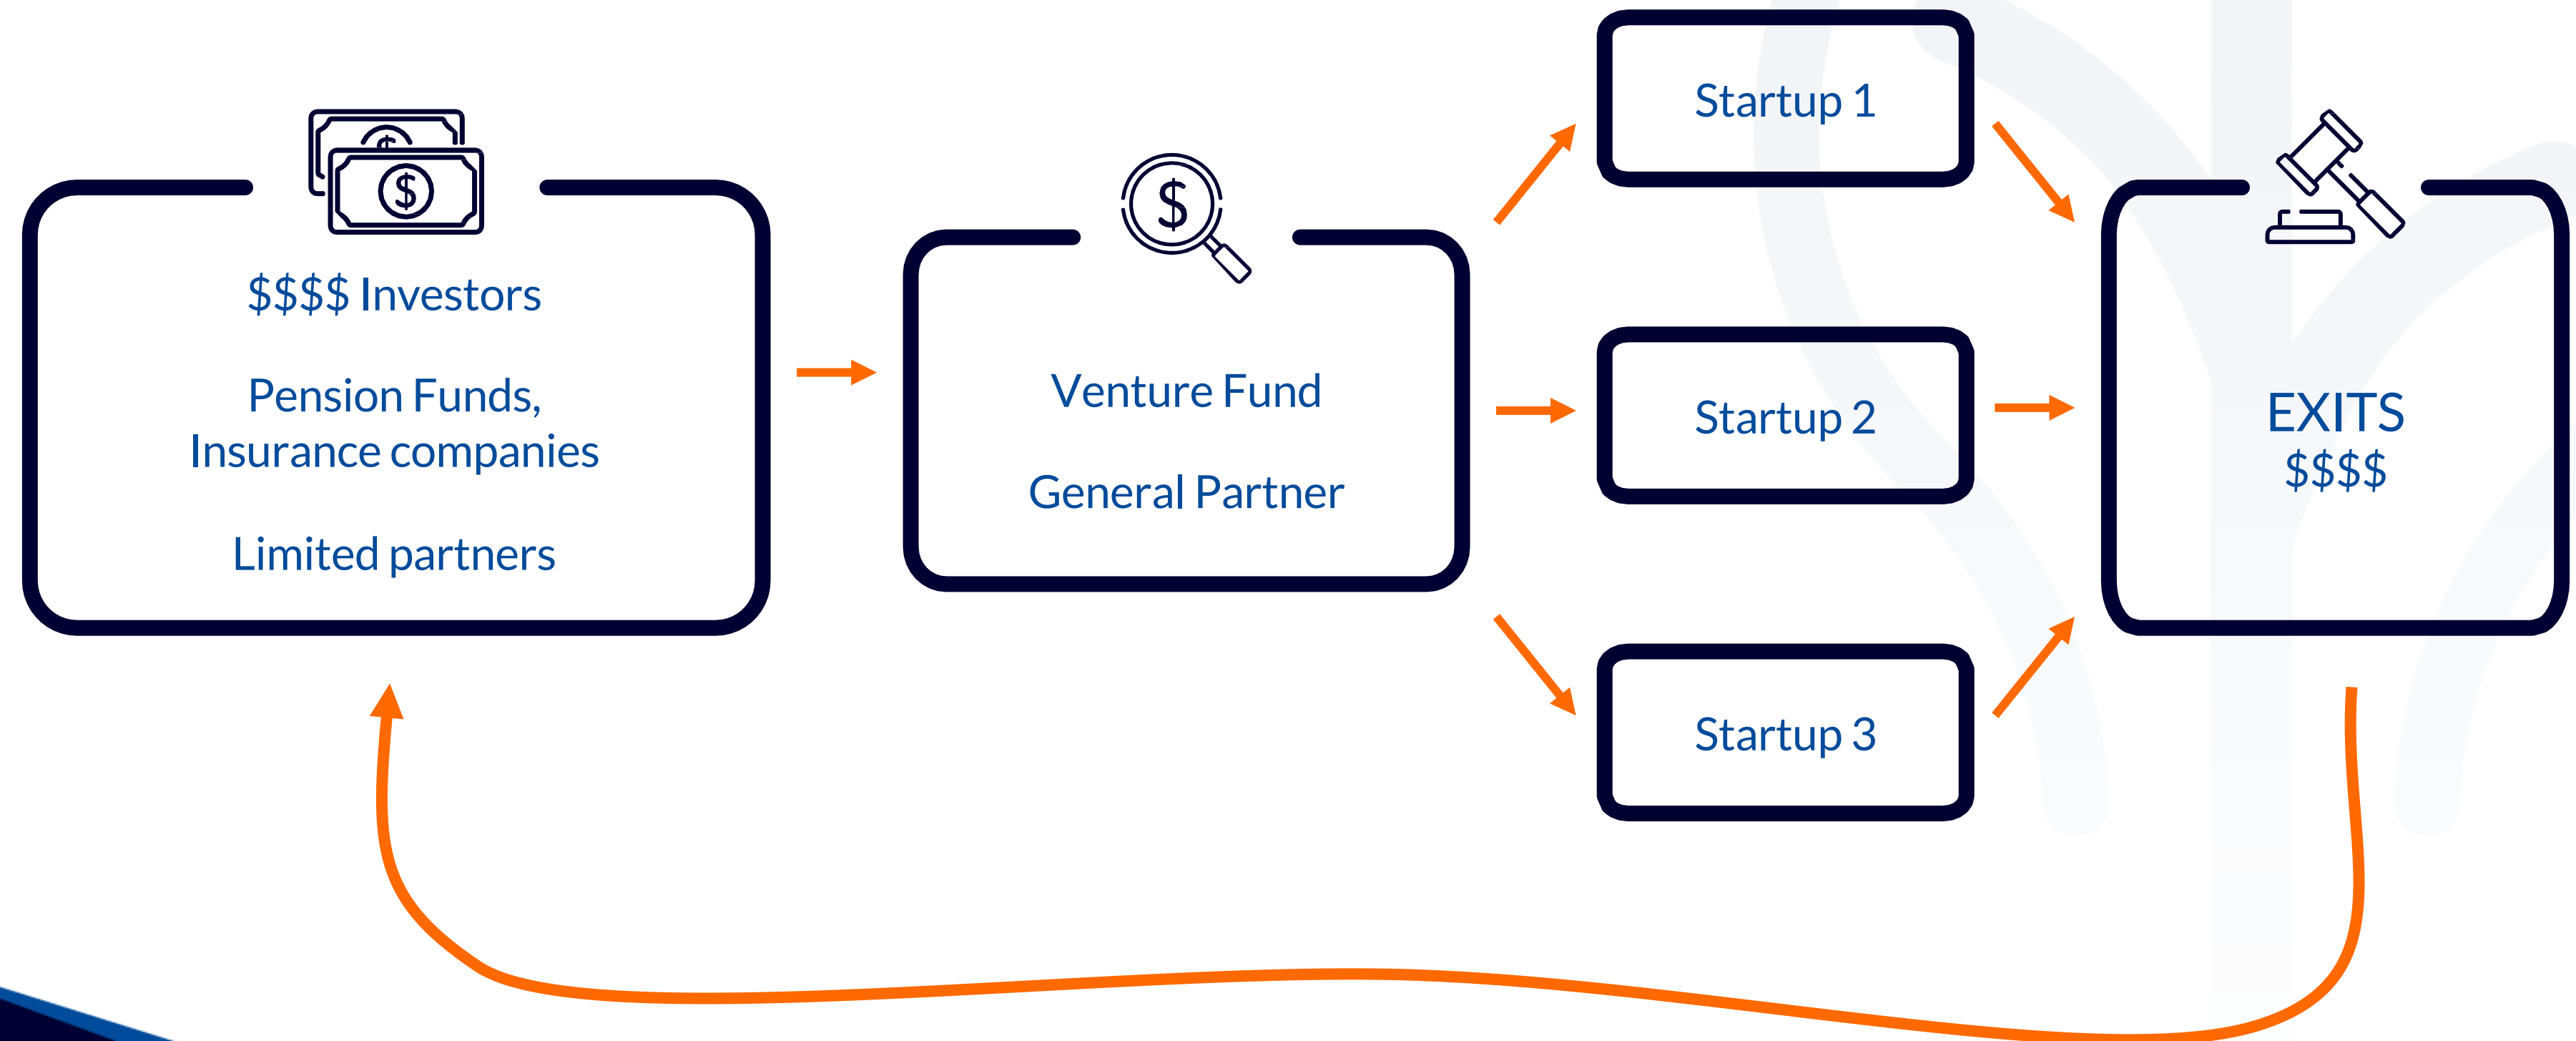 $$$$ Investors
Pension Funds,
Insurance companies
Limited partners
$
$
$
Venture Fund
General Partner
Startup 1
Startup 2
Startup 3
EXITS
$$$$